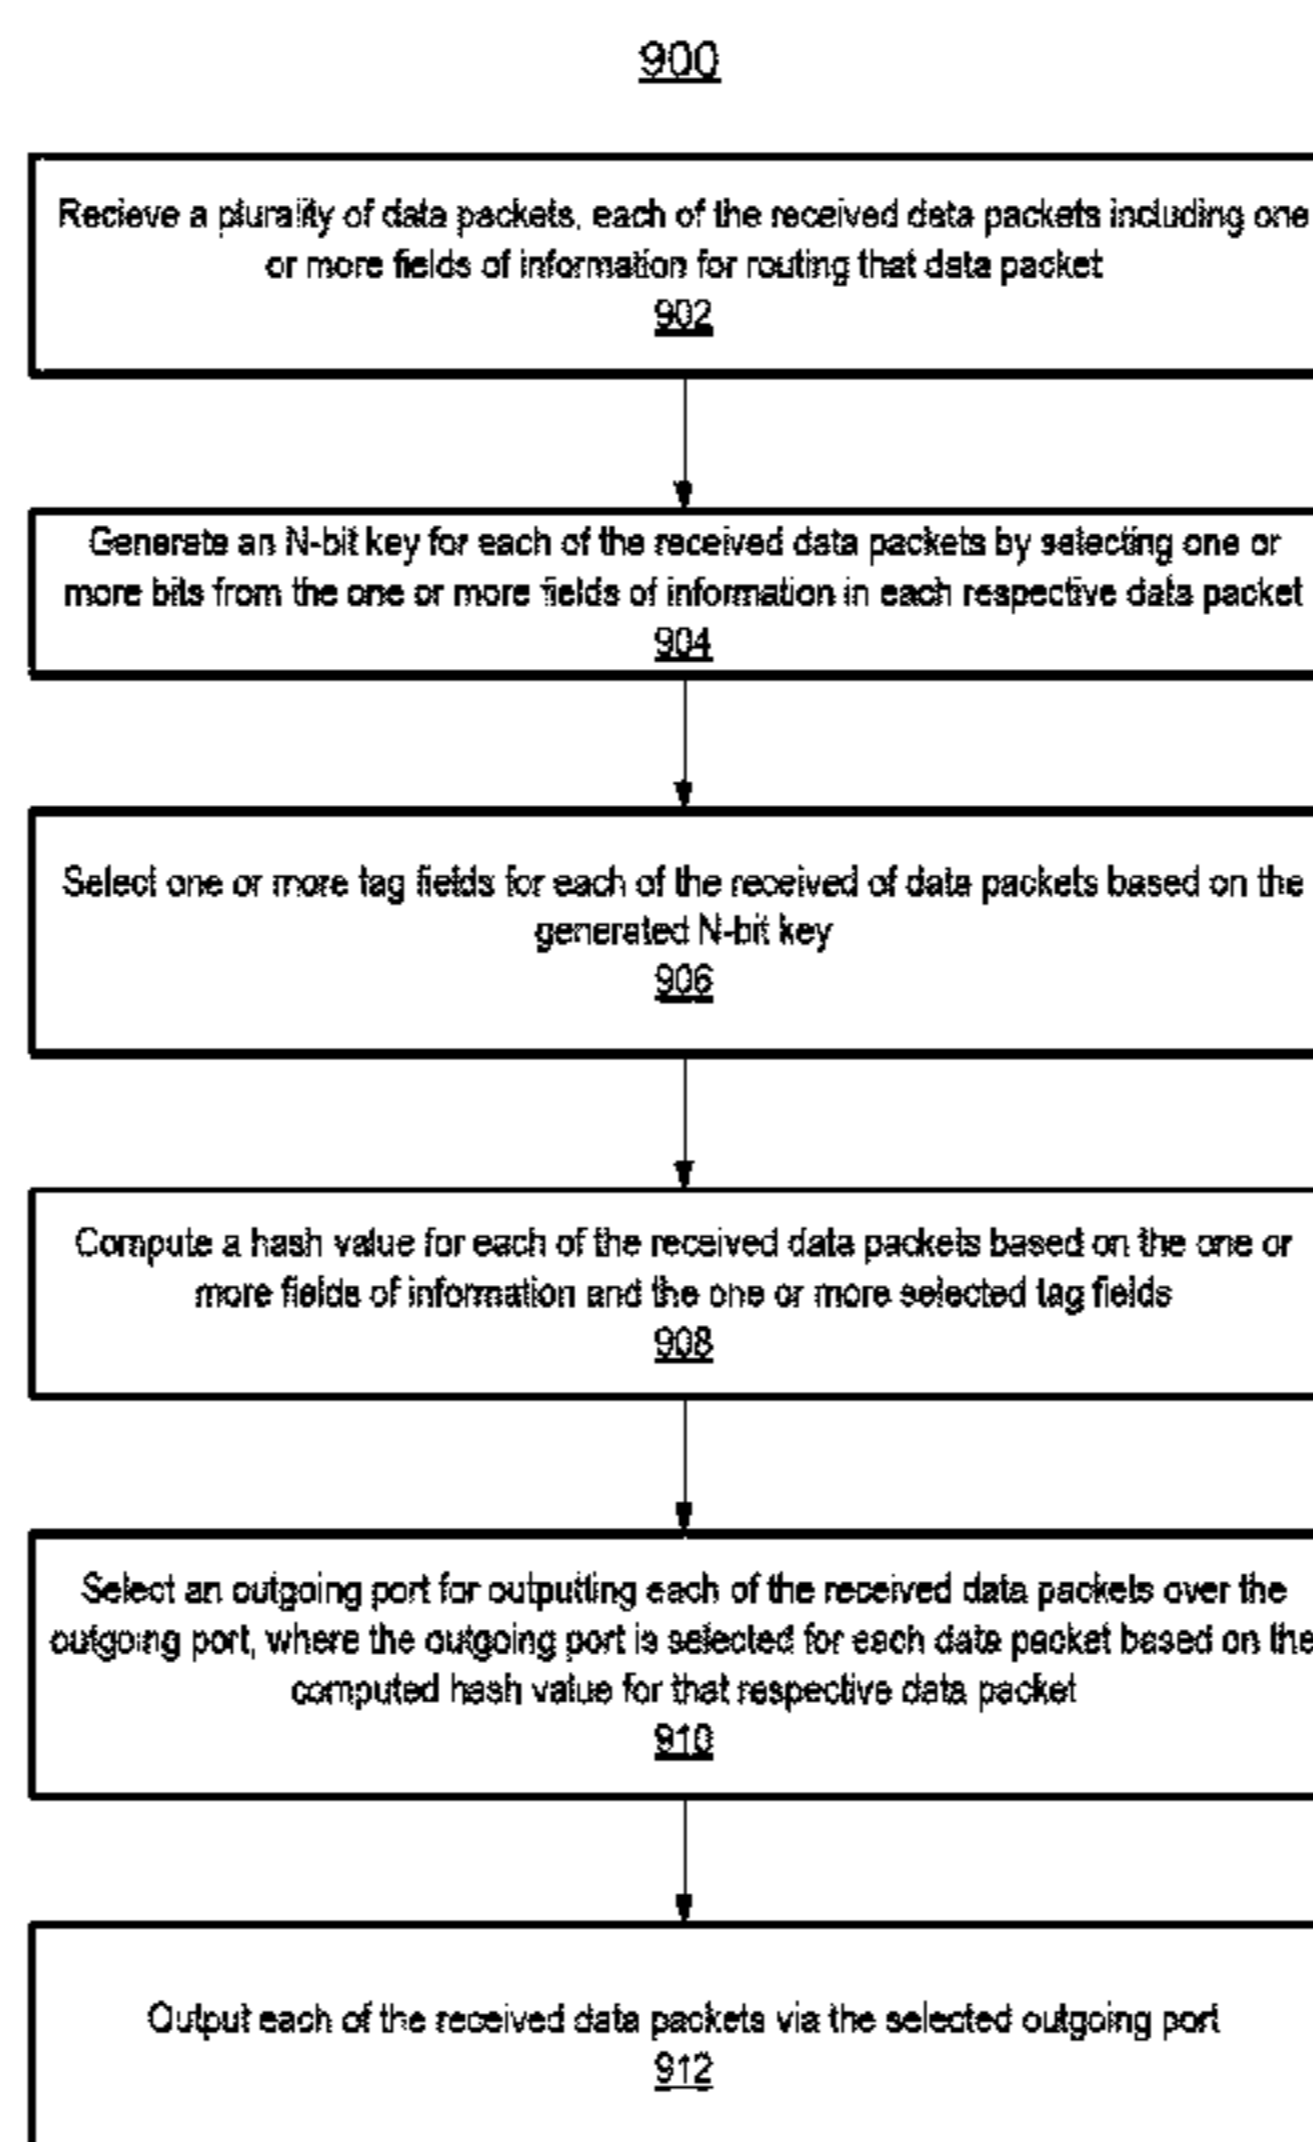 900
Recieve a plurality of data packets, each of the received data packets including one
or more fields of information for routing that data packet
902
Generate an N-bit key for each of the received data packets by selecting one or
more bits from the one or more fields of information in each respective data packet
904
Select one or more tag fields for each of the received of data packets based on the
generated N-bit key
906
Compute a hash value for each of the received data packets based on the one or
more fields of information and the one or more selected tag fields
908
Select an outgoing port for outputting each of the received data packets over the
outgoing port, where the outgoing port is selected for each data packet based on the
computed hash value for that respective data packet
910
Output each of the received data packets via the selected outgoing port
912